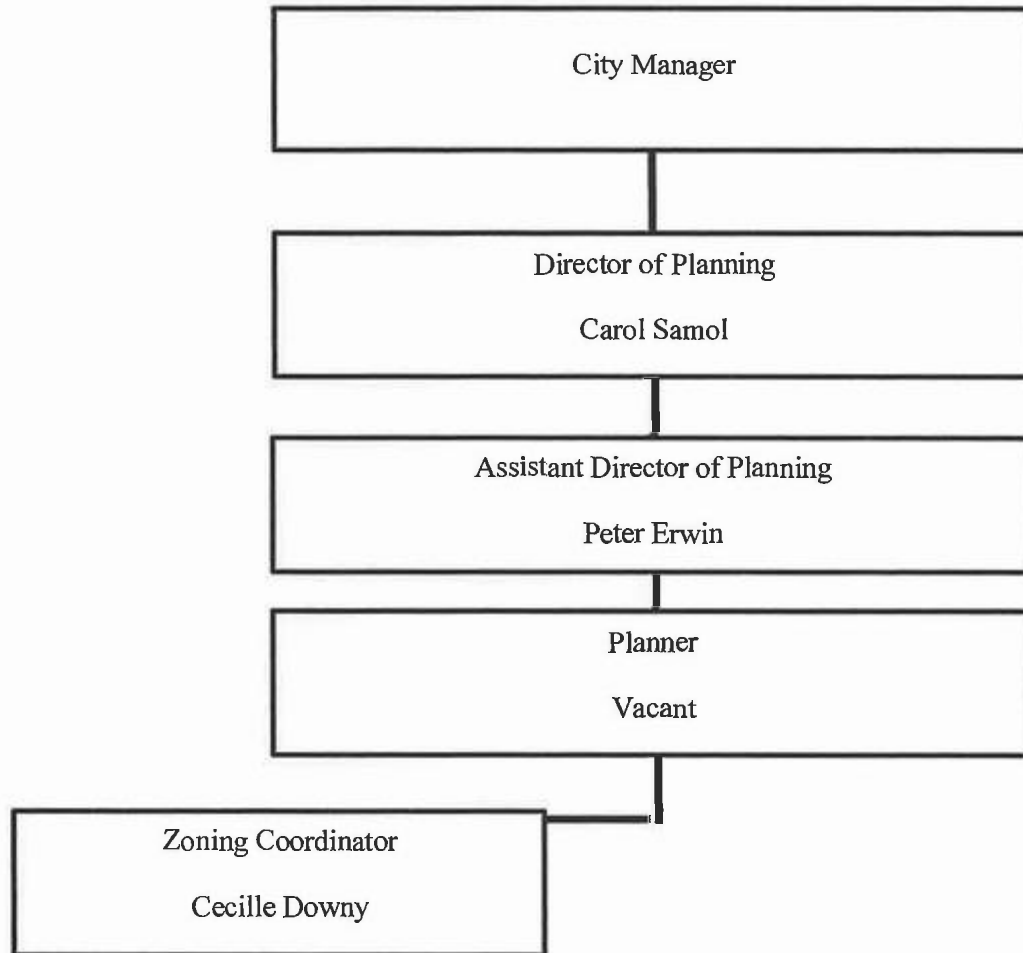 City Manager
Director of Planning
Carol Samol
Assistant Director of Planning
Peter Erwin
Planner
Vacant
Zoning Coordinator
Cecille Downy